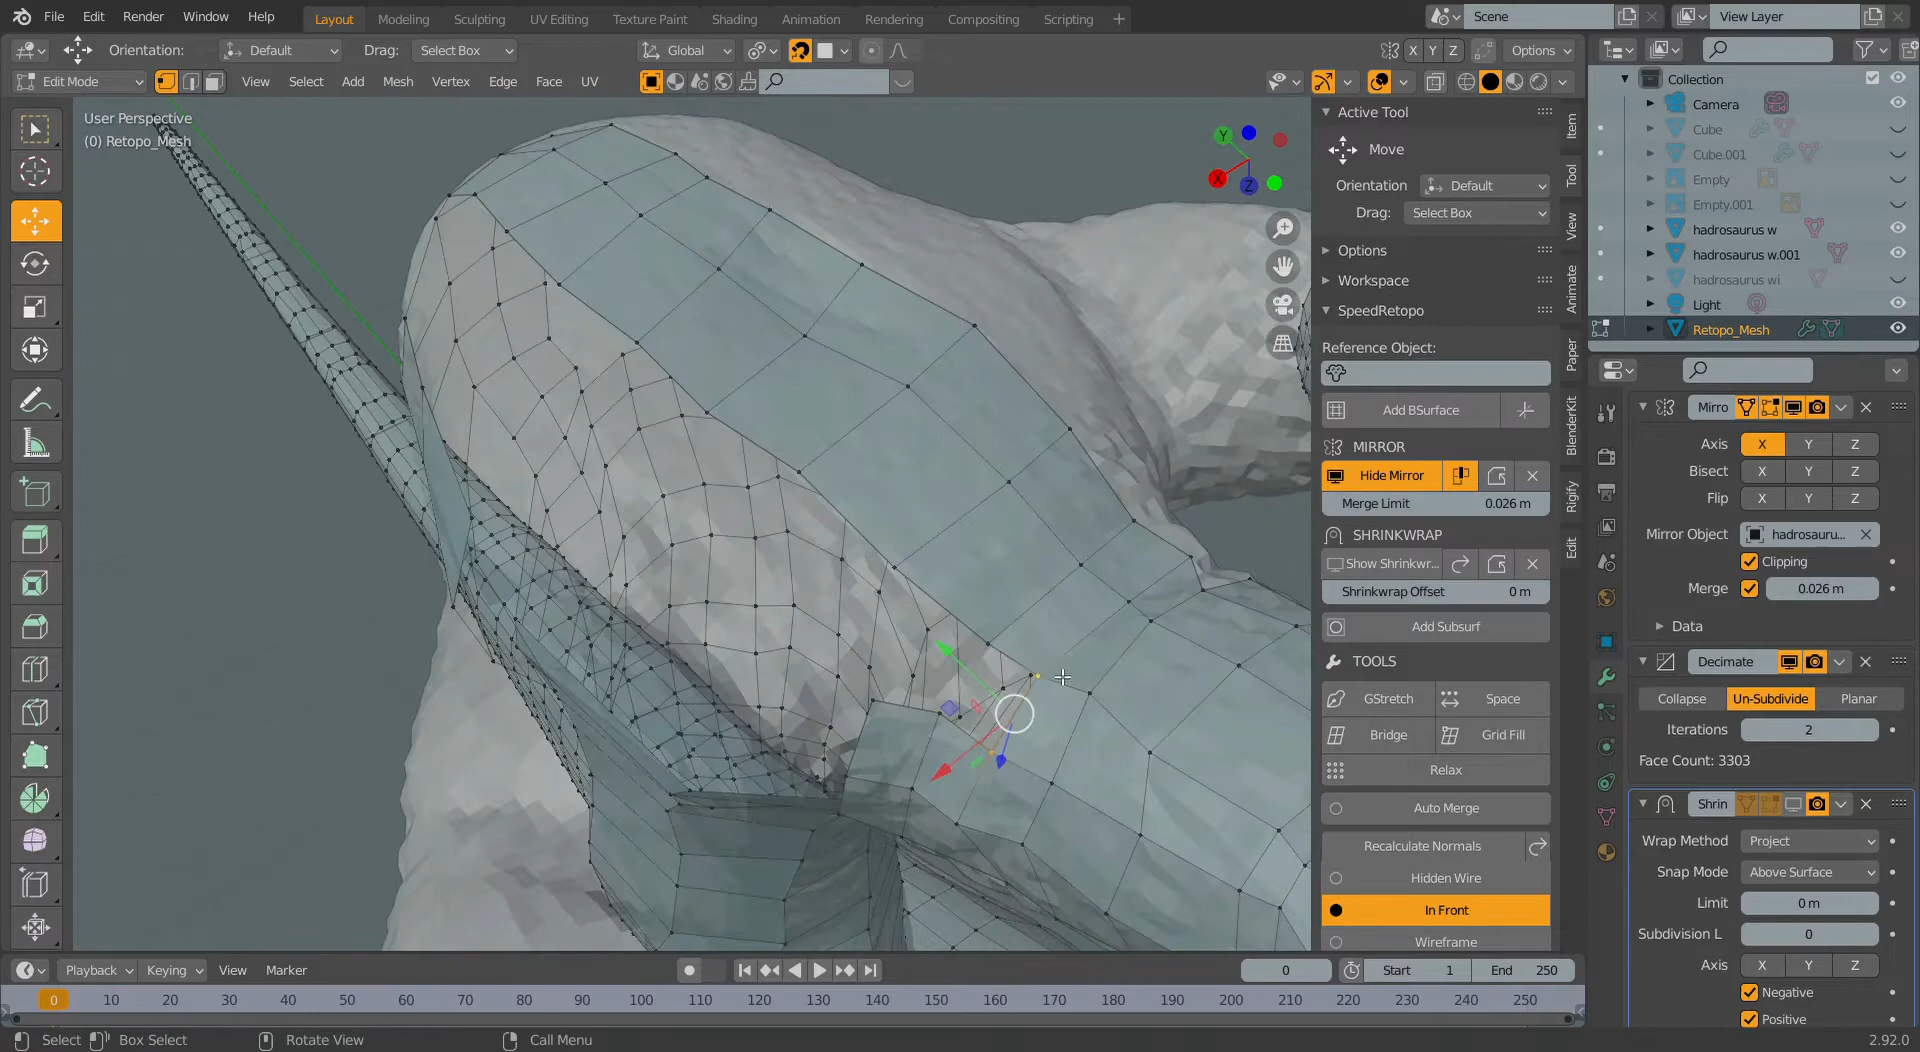 File Edit Render Window Help Layout Modeling Sculpting UV Editing Texture Paint Shading Animation Rendering Compositing Scripting + Scene View Layer
Orientation: Default Drag: Select Box Global X Y Z Options
Edit Mode View Select Add Mesh Vertex Edge Face UV
User Perspective
(0) Retopo_Mesh
Y
X
Z
Active Tool
Move
Orientation Default
Drag: Select Box
Options
Workspace
SpeedRetopo
Reference Object:
Add BSurface
MIRROR
Hide Mirror
Merge Limit 0.026 m
SHRINKWRAP
Show Shrinkwr...
Shrinkwrap Offset 0 m
Add Subsurf
TOOLS
GStretch Space
Bridge Grid Fill
Relax
Auto Merge
Recalculate Normals
Hidden Wire
In Front
Wireframe
Item
Tool
View
Animate
Paper
BlenderKit
Rigify
Edit
Collection
Camera
Cube
Cube.001
Empty
Empty.001
hadrosaurus w
hadrosaurus w.001
hadrosaurus wi
Light
Retopo_Mesh
Mirro
Axis X Y Z
Bisect X Y Z
Flip X Y Z
Mirror Object hadrosauru...
Clipping
Merge 0.026 m
Data
Decimate
Collapse Un-Subdivide Planar
Iterations 2
Face Count: 3303
Shrin
Wrap Method Project
Snap Mode Above Surface
Limit 0 m
Subdivision L 0
Axis X Y Z
Negative
Positive
Playback Keying View Marker 0 Start 1 End 250
0 10 20 30 40 50 60 70 80 90 100 110 120 130 140 150 160 170 180 190 200 210 220 230 240 250
Select Box Select Rotate View Call Menu 2.92.0